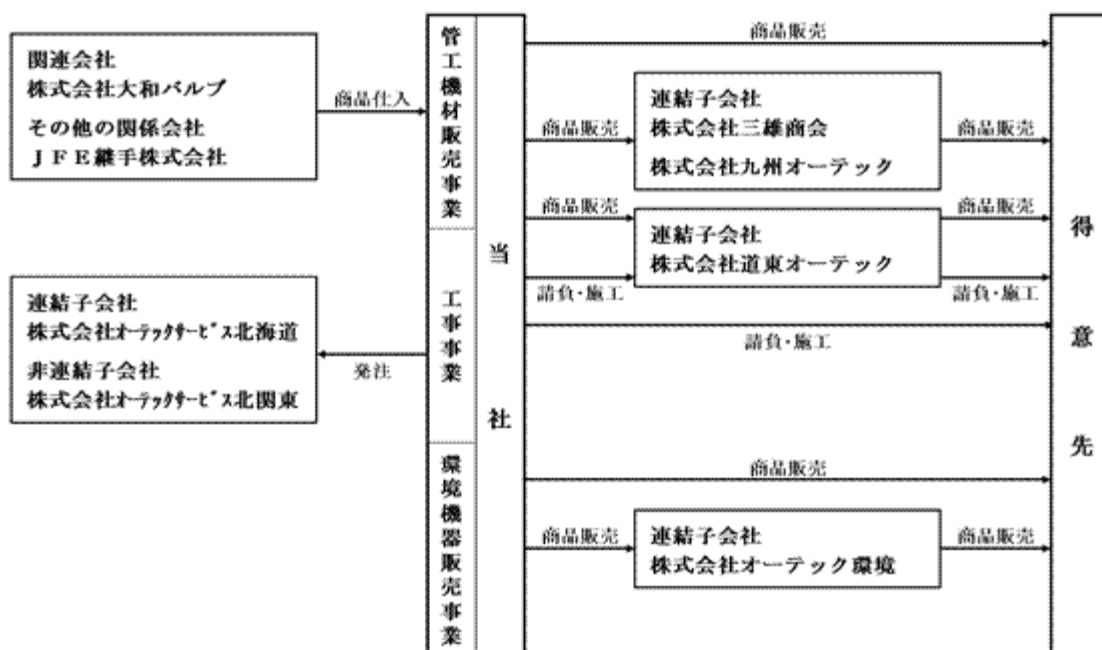 関連会社
株式会社大和バルブ
その他の関係会社
ＪＦＥ継手株式会社
商品仕入
連結子会社
株式会社ｵｰﾃｯｸｻｰﾋﾞｽ北海道
非連結子会社
株式会社ｵｰﾃｯｸｻｰﾋﾞｽ北関東
発注
管工機材販売事業
工事事業
環境機器販売事業
当社
商品販売
商品販売
連結子会社
株式会社三雄商会
株式会社九州オーテック
商品販売
商品販売
請負・施工
連結子会社
株式会社道東オーテック
商品販売
請負・施工
請負・施工
商品販売
商品販売
連結子会社
株式会社オーテック環境
商品販売
得意先